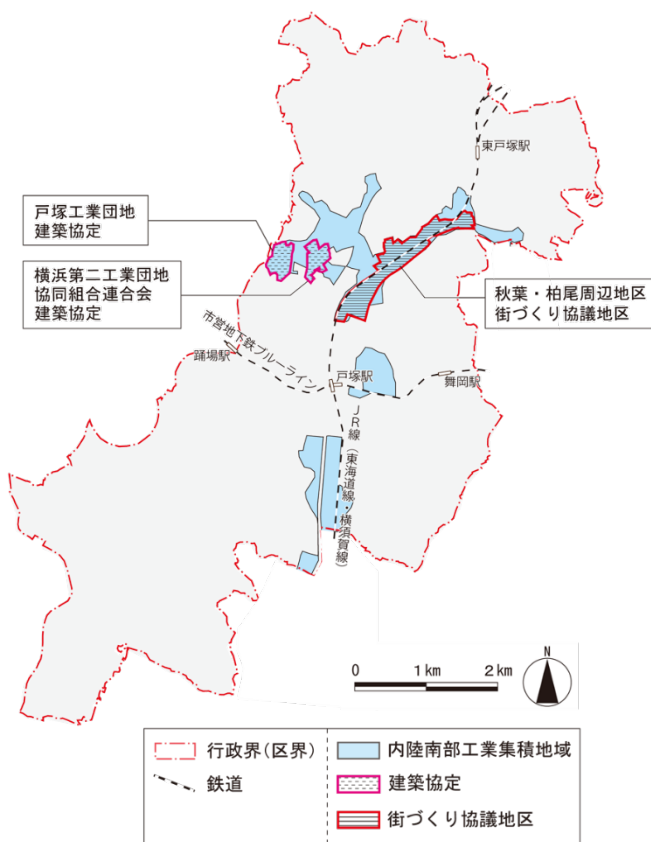 東戸塚駅
戸塚工業団地
建築協定
横浜第二工業団地
協同組合連合会
建築協定
秋葉・柏尾周辺地区
街づくり協議地区
市営地下鉄ブルーライン
踊場駅
戸塚駅
舞岡駅
JR線(東海道線・横須賀線)
0 1km 2km
N
行政界(区界)
鉄道
内陸南部工業集積地域
建築協定
街づくり協議地区